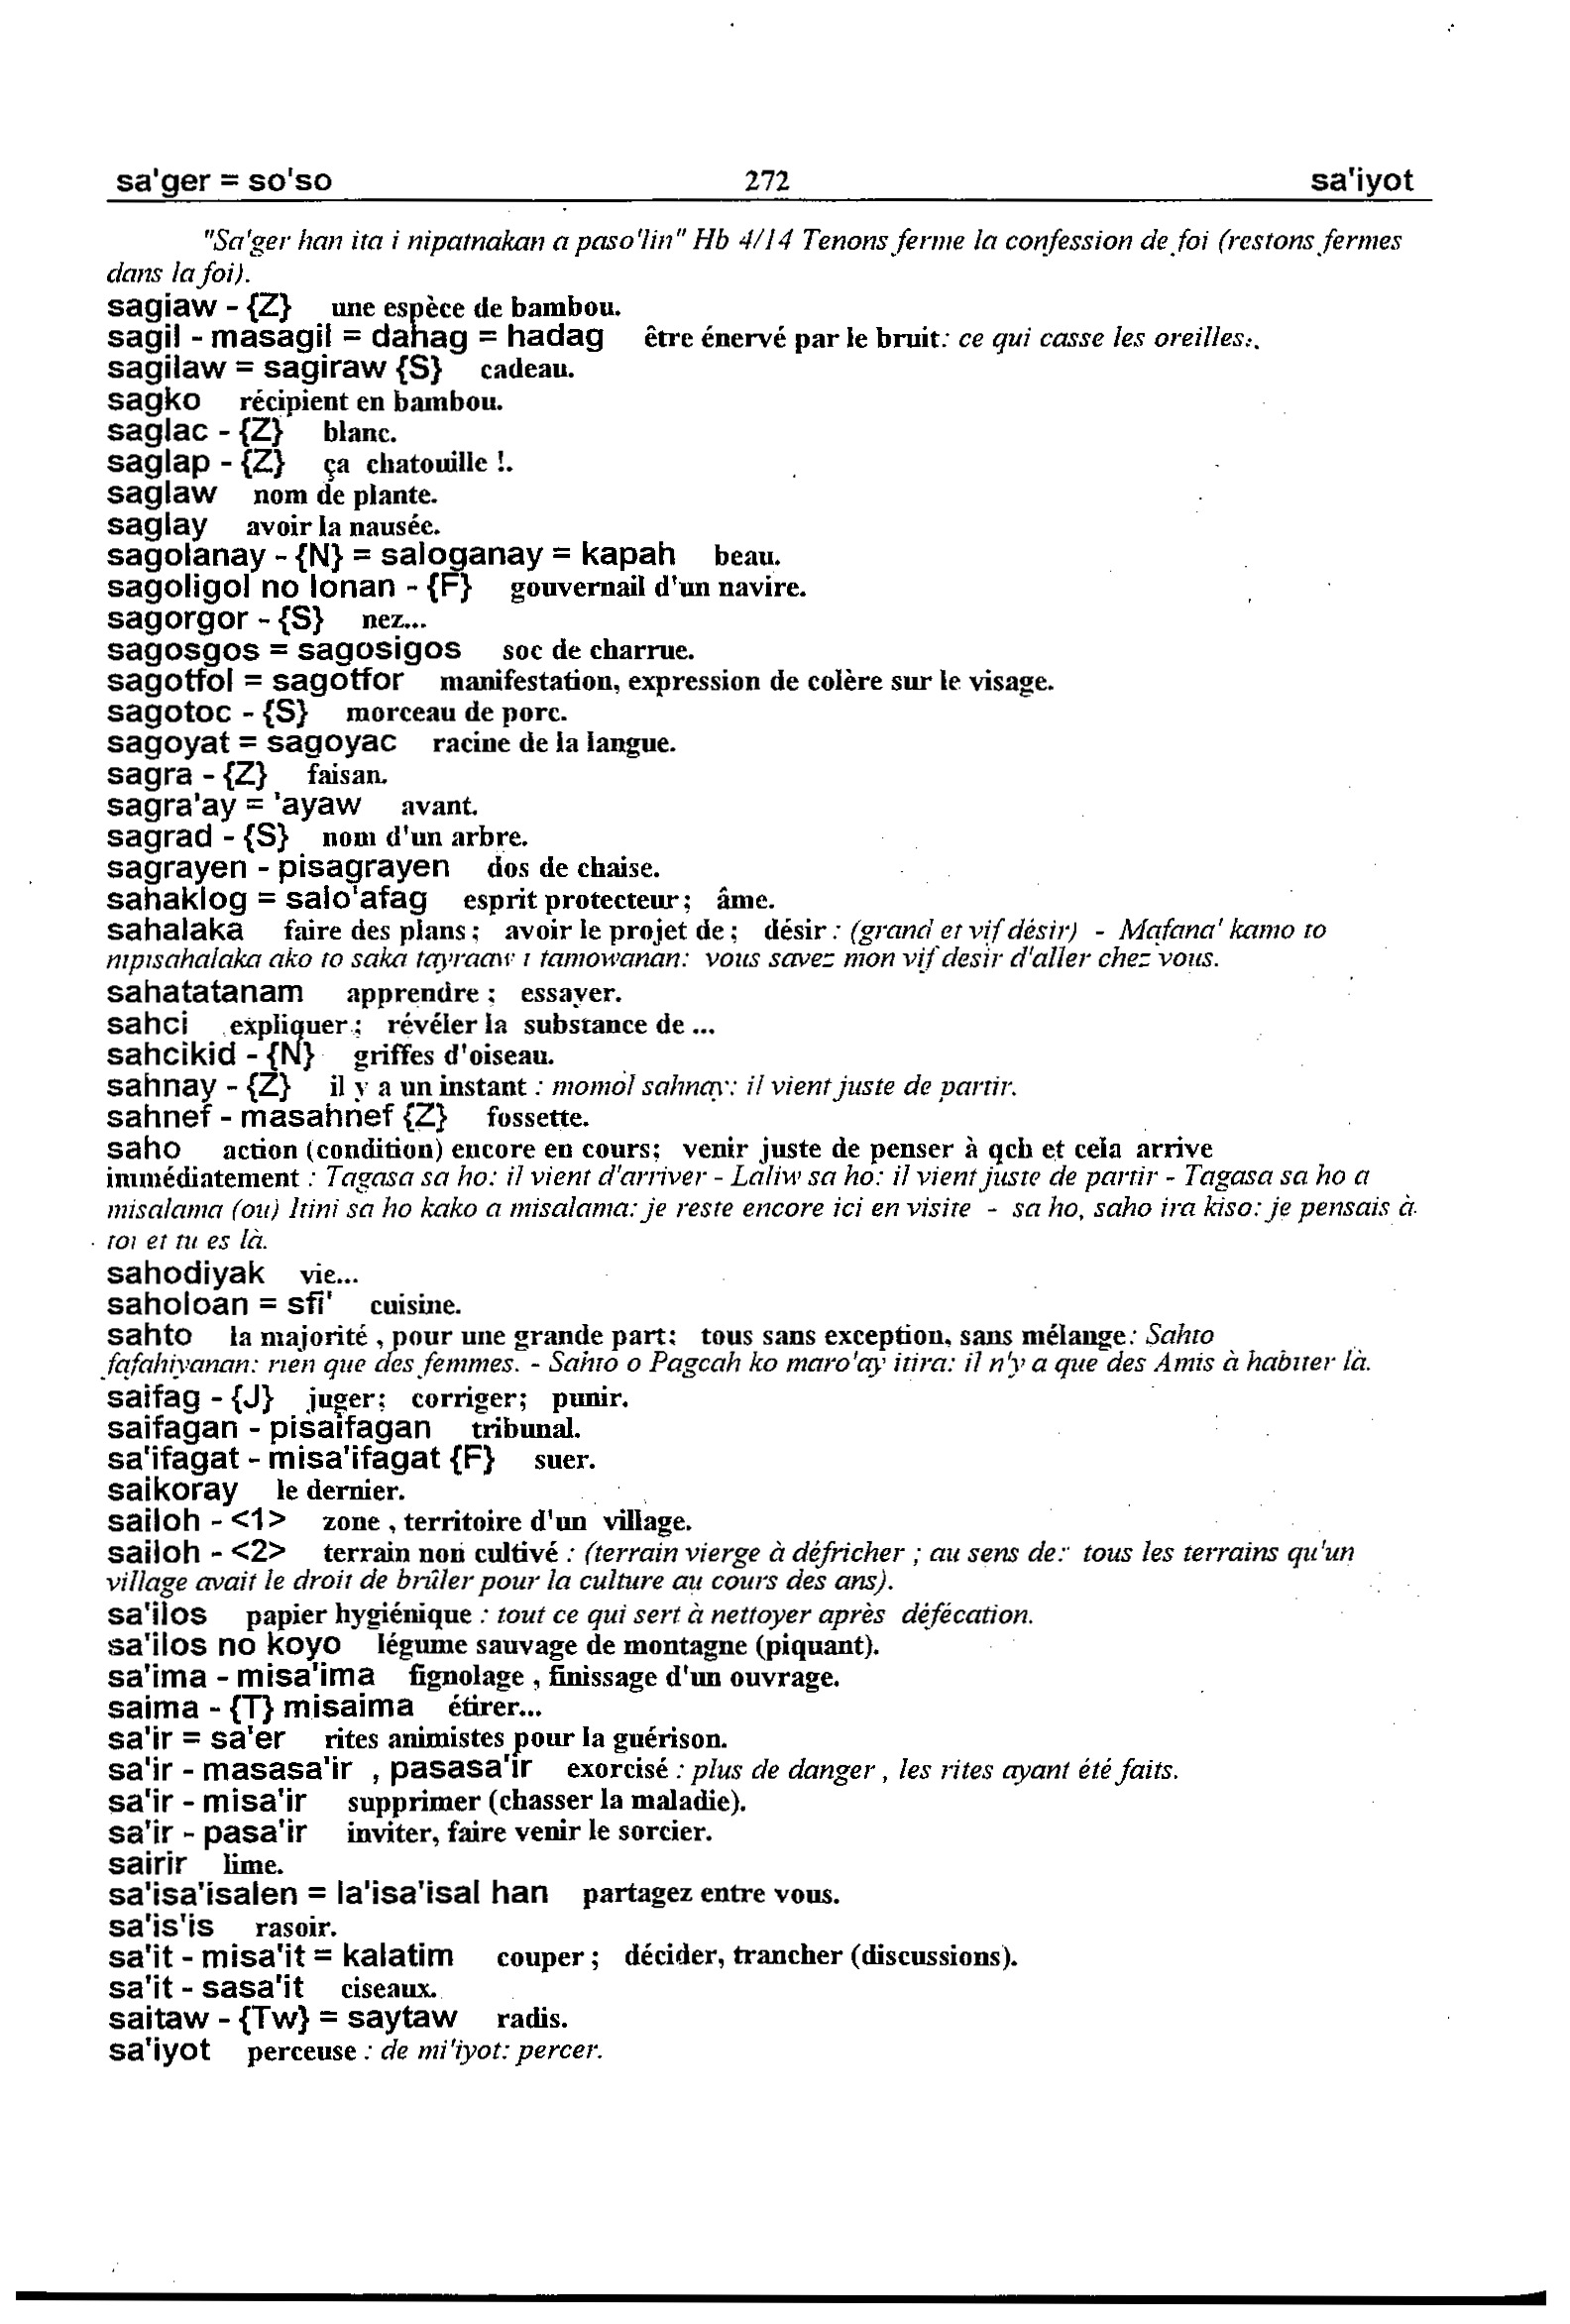 sa'ger = so'so 272 sa'iyot
"Sa'ger han ita i nipatnakan a paso'lin" Hb 4/14 Tenons ferme la confession de foi (restons fermes
dans la foi).
sagiaw - {Z} une espèce de bambou.
sagil - masagil = dahag = hadag être énervé par le bruit: ce qui casse les oreilles:.
sagilaw = sagiraw {S} cadeau.
sagko récipient en bambou.
saglac - {Z} blanc.
saglap - {Z} ça chatouille !.
saglaw nom de plante.
saglay avoir la nausée.
sagolanay - {N} = saloganay = kapah beau.
sagoligol no lonan - {F} gouvernail d'un navire.
sagorgor - {S} nez...
sagosgos = sagosigos soc de charrue.
sagotfol = sagotfor manifestation, expression de colère sur le visage.
sagotoc - {S} morceau de porc.
sagoyat = sagoyac racine de la langue.
sagra - {Z} faisan.
sagra'ay = 'ayaw avant.
sagrad - {S} nom d'un arbre.
sagrayen - pisagrayen dos de chaise.
sahaklog = salo'afag esprit protecteur ; âme.
sahalaka faire des plans ; avoir le projet de ; désir : (grand et vif désir) - Mafana' kamo to
nipisahalaka ako to saka tayraaw i tamowanan: vous savez mon vif desir d'aller chez vous.
sahatatanam apprendre ; essayer.
sahci expliquer ; révéler la substance de ...
sahcikid - {N} griffes d'oiseau.
sahnay - {Z} il y a un instant : momol sahnay: il vient juste de partir.
sahnef - masahnef {Z} fossette.
saho action (condition) encore en cours; venir juste de penser à qch et cela arrive
immédiatement : Tagasa sa ho: il vient d'arriver - Laliw sa ho: il vient juste de partir - Tagasa sa ho a
misalama (ou) Itini sa ho kako a misalama: je reste encore ici en visite - sa ho, saho ira kiso: je pensais à
toi et tu es là.
sahodiyak vie...
saholoan = sfi' cuisine.
sahto la majorité , pour une grande part; tous sans exception, sans mélange: Sahto
fafahiyanan: rien que des femmes. - Sahto o Pagcah ko maro'ay itira: il n'y a que des Amis à habiter là.
saifag - {J} juger; corriger; punir.
saifagan - pisaifagan tribunal.
sa'ifagat - misa'ifagat {F} suer.
saikoray le dernier.
sailoh - <1> zone , territoire d'un village.
sailoh - <2> terrain non cultivé : (terrain vierge à défricher ; au sens de: tous les terrains qu'un
village avait le droit de brûler pour la culture au cours des ans).
sa'ilos papier hygiénique : tout ce qui sert à nettoyer après défécation.
sa'ilos no koyo légume sauvage de montagne (piquant).
sa'ima - misa'ima fignolage , finissage d'un ouvrage.
saima - {T} misaima étirer...
sa'ir = sa'er rites animistes pour la guérison.
sa'ir - masasa'ir , pasasa'ir exorcisé : plus de danger , les rites ayant été faits.
sa'ir - misa'ir supprimer (chasser la maladie).
sa'ir - pasa'ir inviter, faire venir le sorcier.
sairir lime.
sa'isa'isalen = la'isa'isal han partagez entre vous.
sa'is'is rasoir.
sa'it - misa'it = kalatim couper ; décider, trancher (discussions).
sa'it - sasa'it ciseaux.
saitaw - {Tw} = saytaw radis.
sa'iyot perceuse : de mi'iyot: percer.